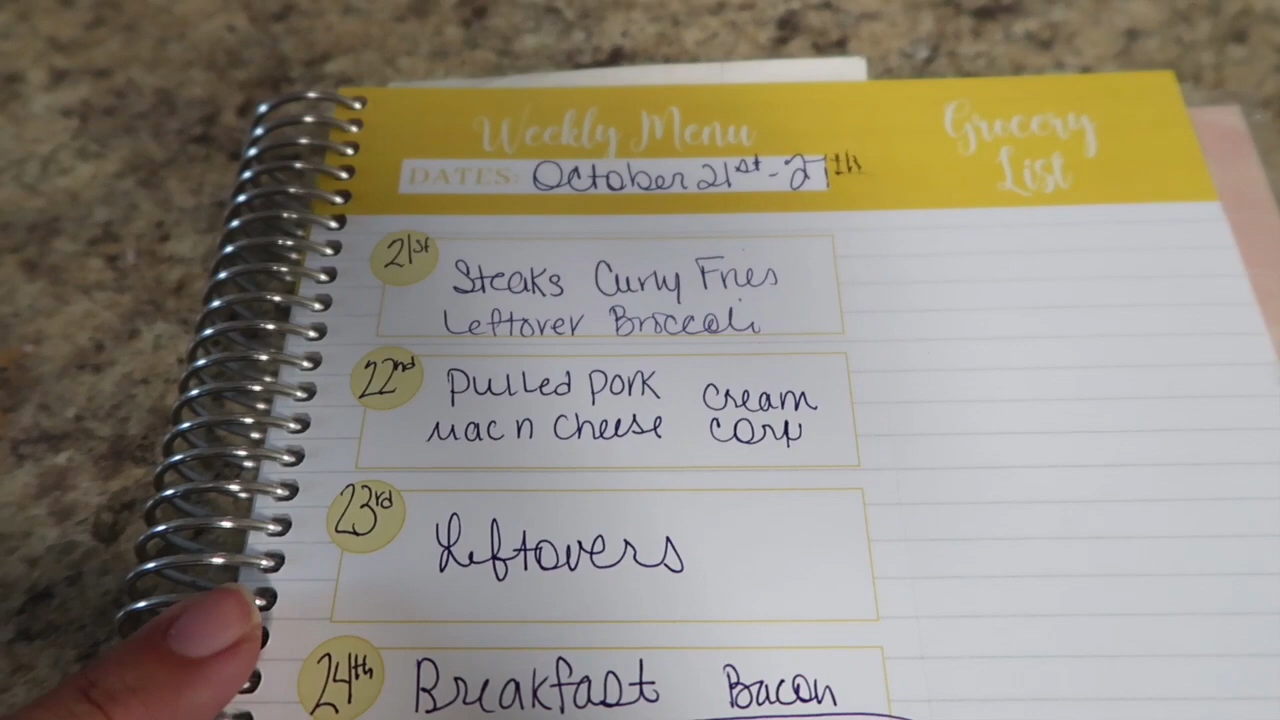 Weekly Menu
Grocery
List
DATES: October 21st - 27th
21st
Steaks Curly Fries
Leftover Broccoli
22nd
Pulled Pork Cream
Mac n Cheese Corn
23rd
Leftovers
24th
Breakfast Bacon